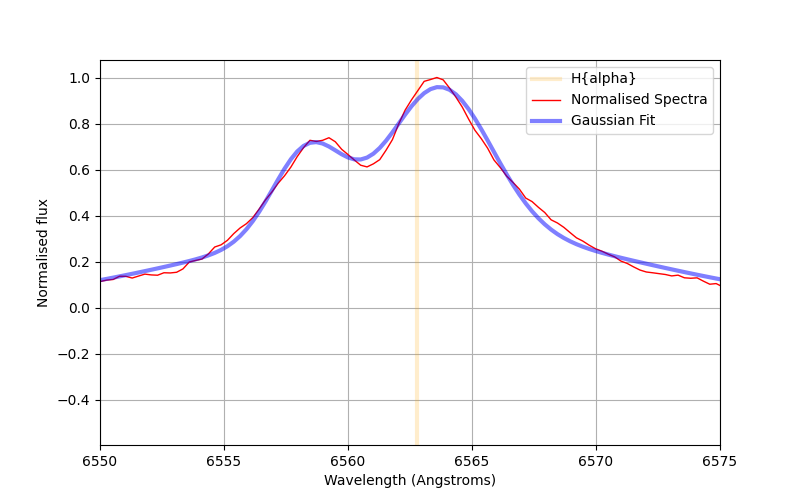 H{alpha}
Normalised Spectra
Gaussian Fit
1.0
0.8
0.6
0.4
0.2
0.0
−0.2
−0.4
Normalised flux
6550 6555 6560 6565 6570 6575
Wavelength (Angstroms)